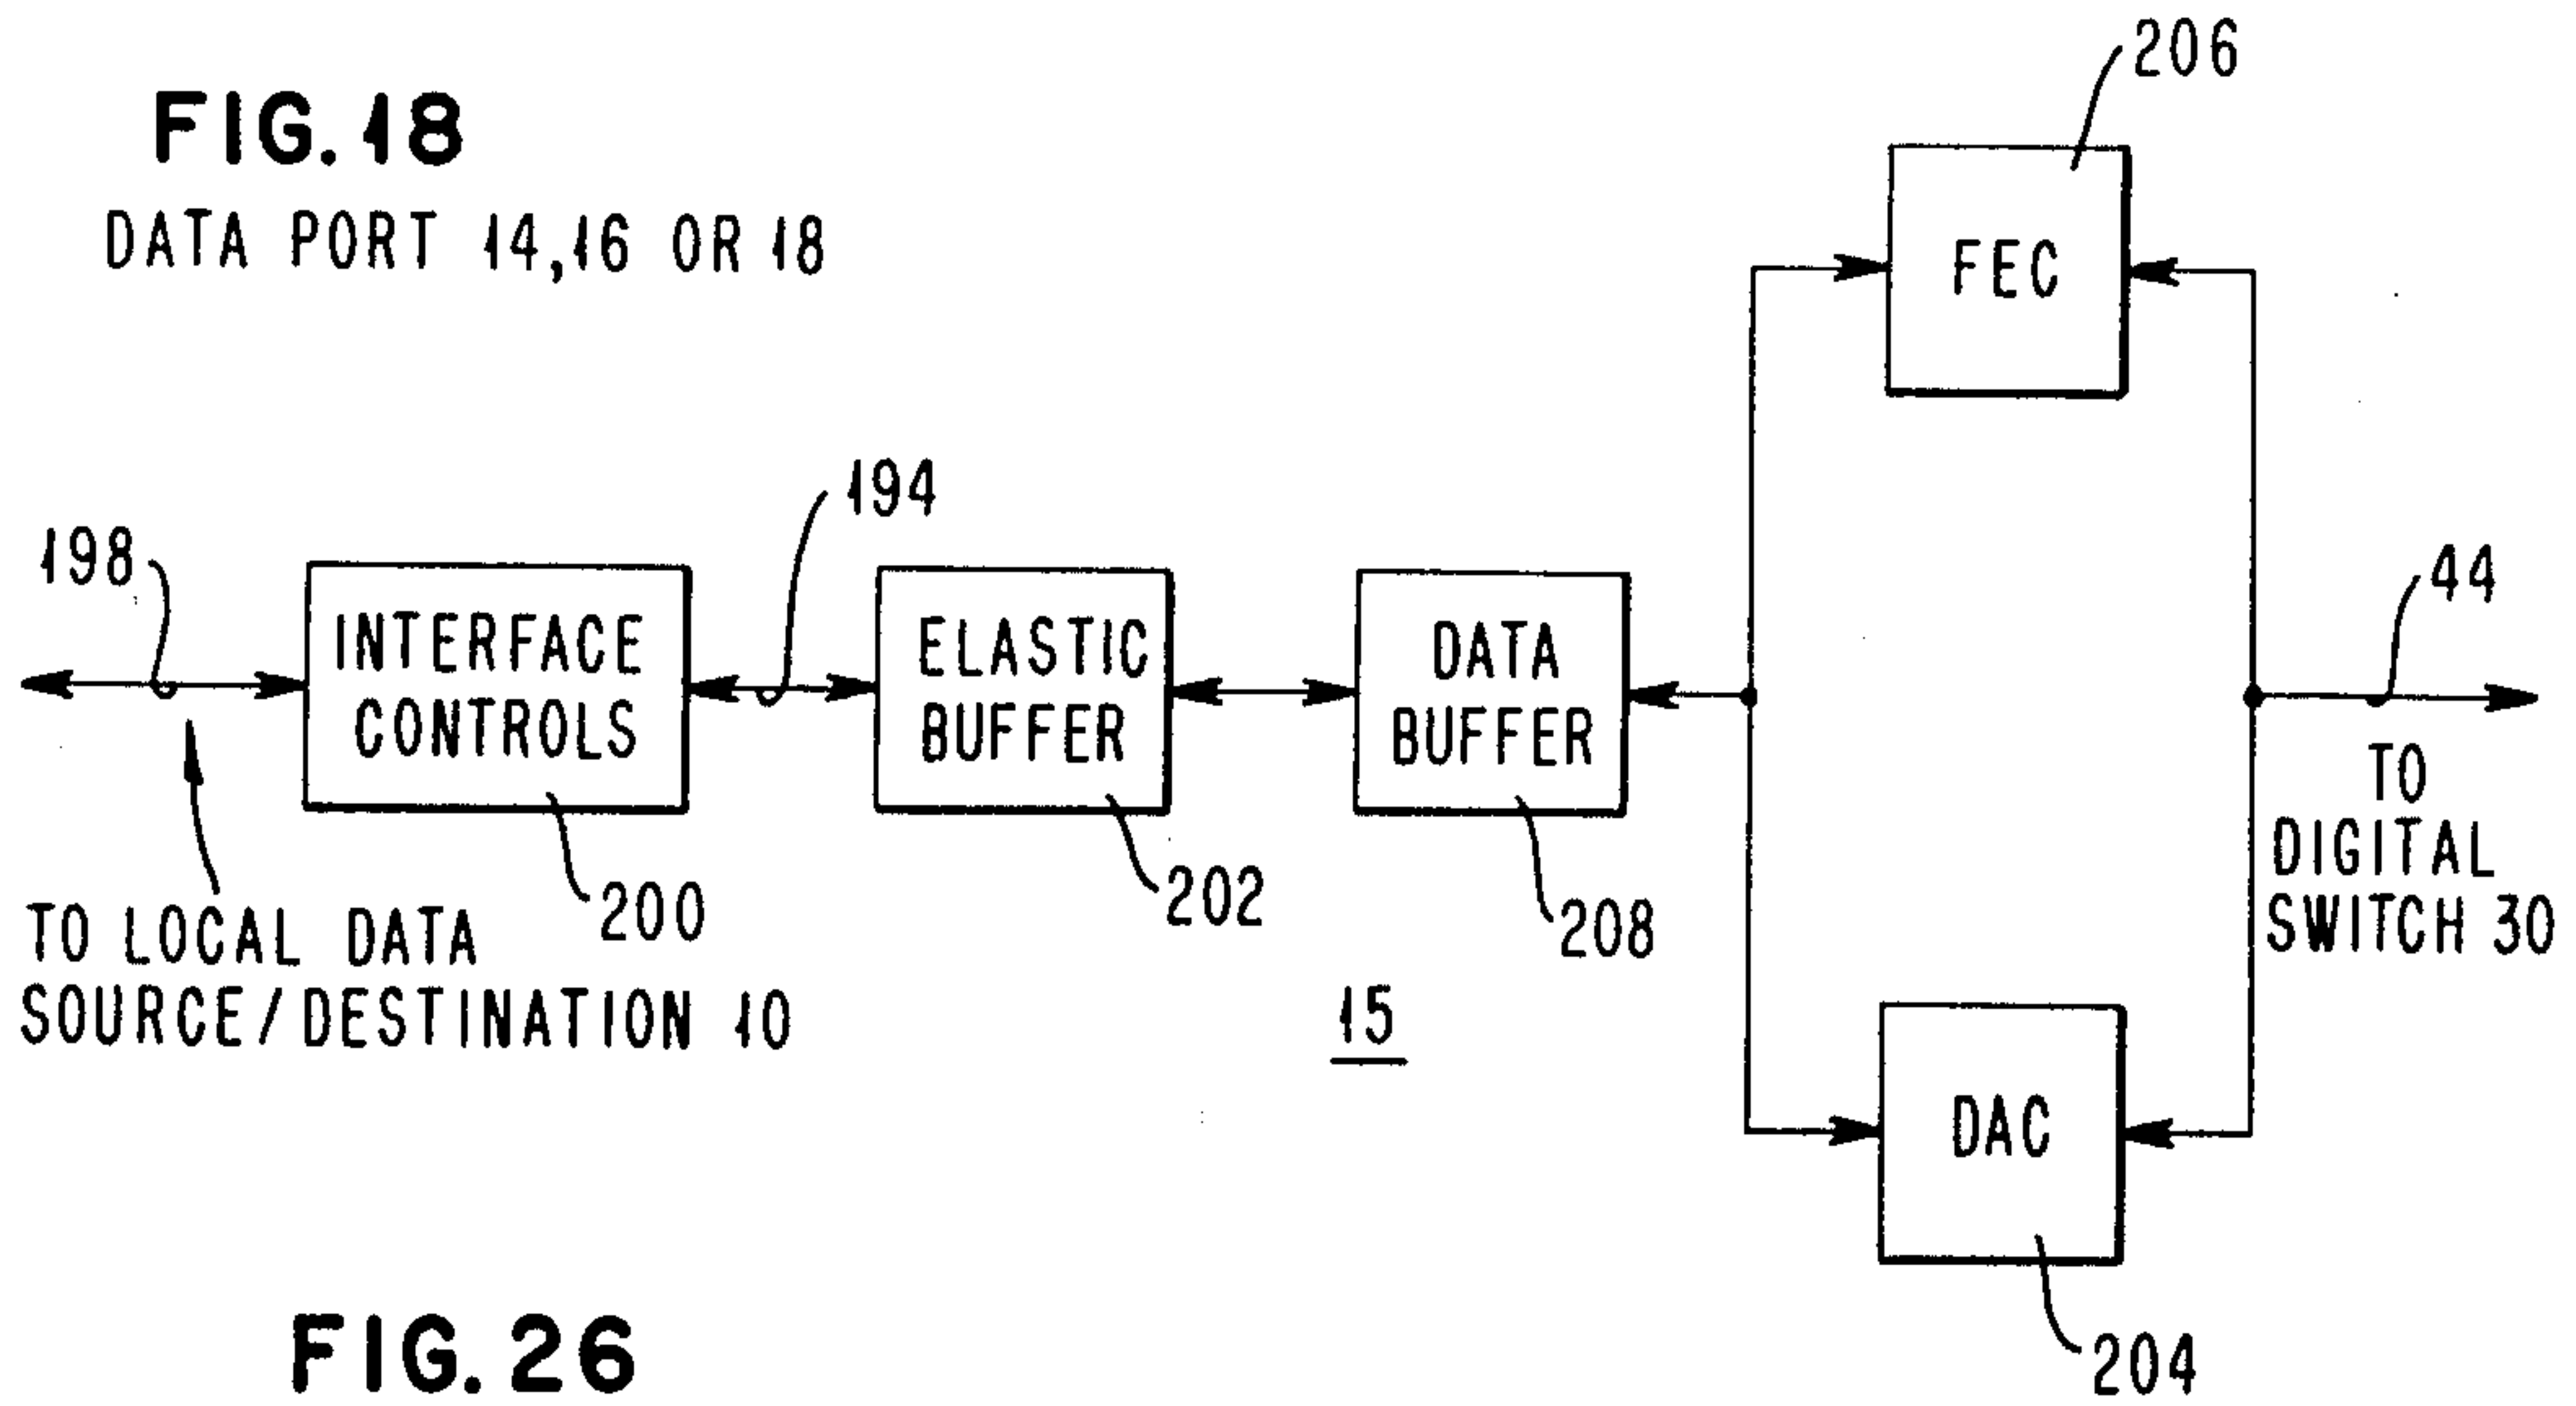 FIG. 18
DATA PORT 14,16 OR 18
206
FEC
194
198
44
INTERFACE
CONTROLS
ELASTIC
BUFFER
DATA
BUFFER
TO
DIGITAL
SWITCH 30
200
202
208
TO LOCAL DATA
SOURCE/DESTINATION 10
15
DAC
204
FIG. 26